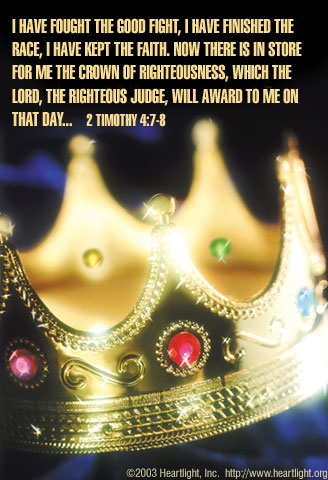 I HAVE FOUGHT THE GOOD FIGHT, I HAVE FINISHED THE
RACE, I HAVE KEPT THE FAITH. NOW THERE IS IN STORE
FOR ME THE CROWN OF RIGHTEOUSNESS, WHICH THE
LORD, THE RIGHTEOUS JUDGE, WILL AWARD TO ME ON
THAT DAY... 2 TIMOTHY 4:7-8
©2003 Heartlight, Inc. http://www.heartlight.org